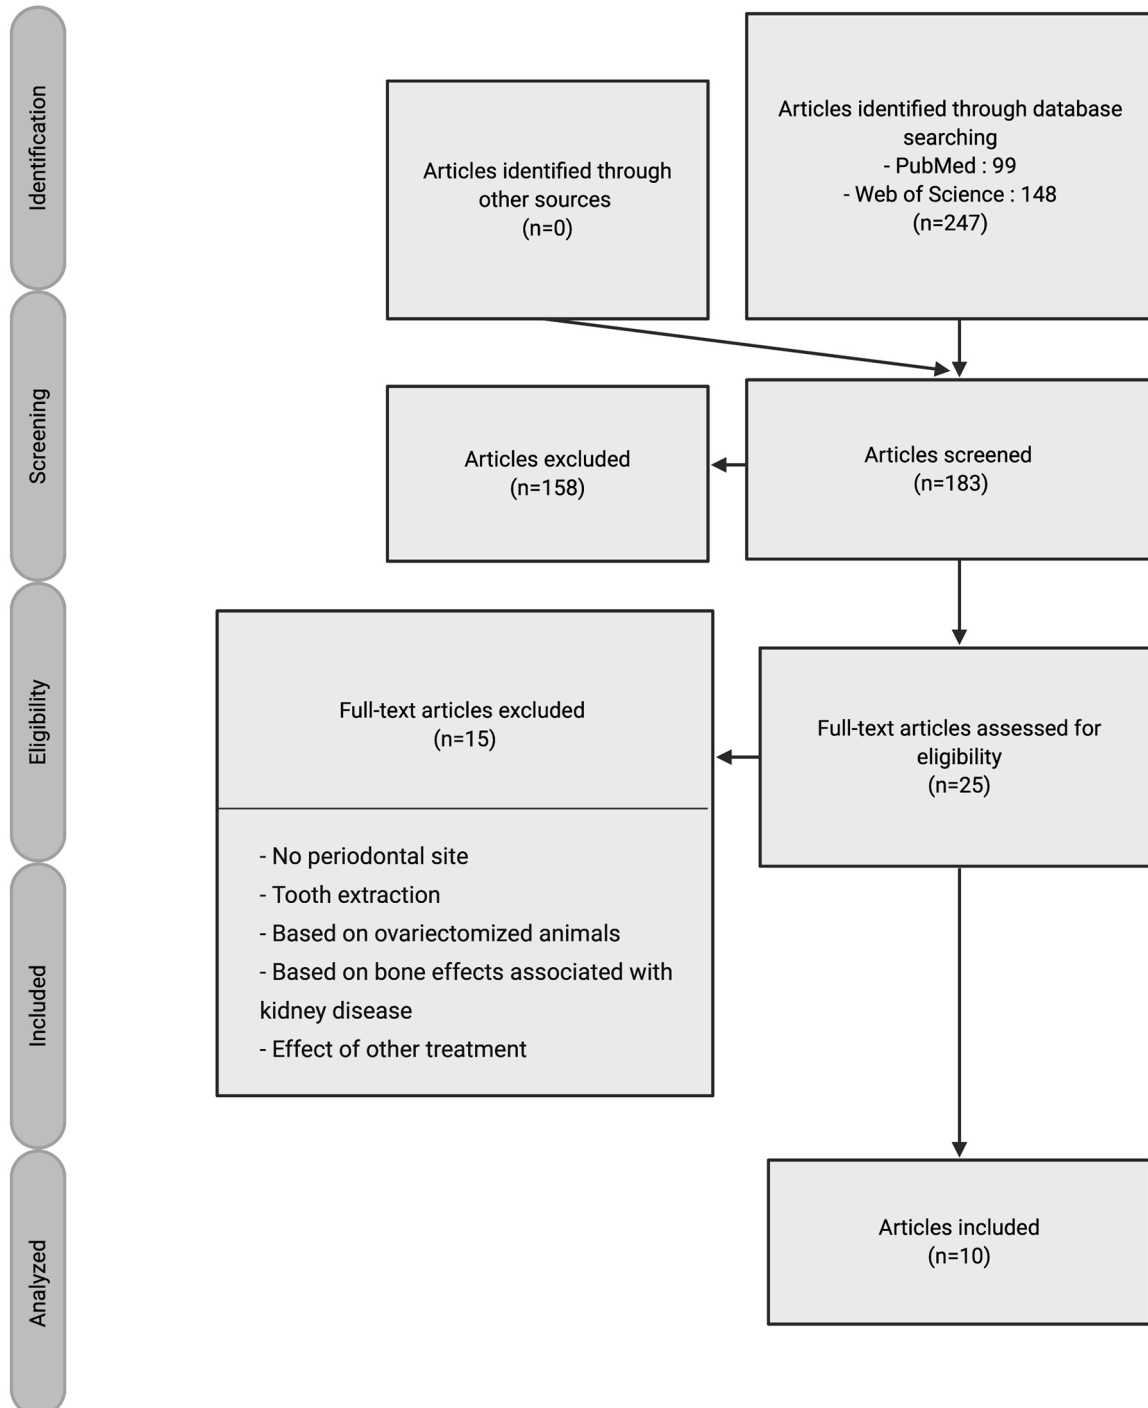 Identification
Articles identified through
other sources
(n=0)
Articles identified through database
searching
- PubMed : 99
- Web of Science : 148
(n=247)
Screening
Articles excluded
(n=158)
Articles screened
(n=183)
Eligibility
Full-text articles excluded
(n=15)
- No periodontal site
- Tooth extraction
- Based on ovariectomized animals
- Based on bone effects associated with
kidney disease
- Effect of other treatment
Full-text articles assessed for
eligibility
(n=25)
Included
Analyzed
Articles included
(n=10)